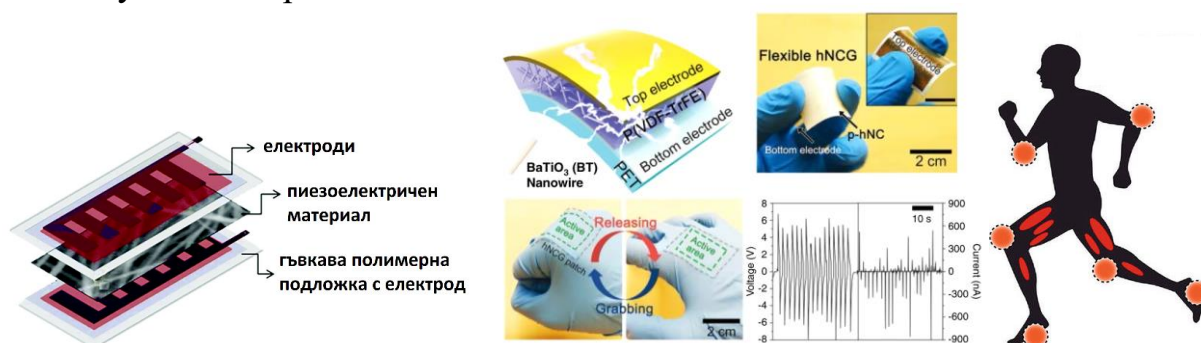 електроди
пиезоелектричен
материал
гъвкава полимерна
подложка с електрод
Top electrode
P(VDF-TrFE)
Bottom electrode
PET
BaTiO₃ (BT)
Nanowire
Flexible hNCG
Top electrode
p-hNC
Bottom electrode
2 cm
Active
area
hNCG patch
Releasing
Grabbing
Active
area
2 cm
8
6
4
2
0
-2
-4
-6
-8
Voltage (V)
10 s
900
600
300
0
-300
-600
-900
Current (nA)